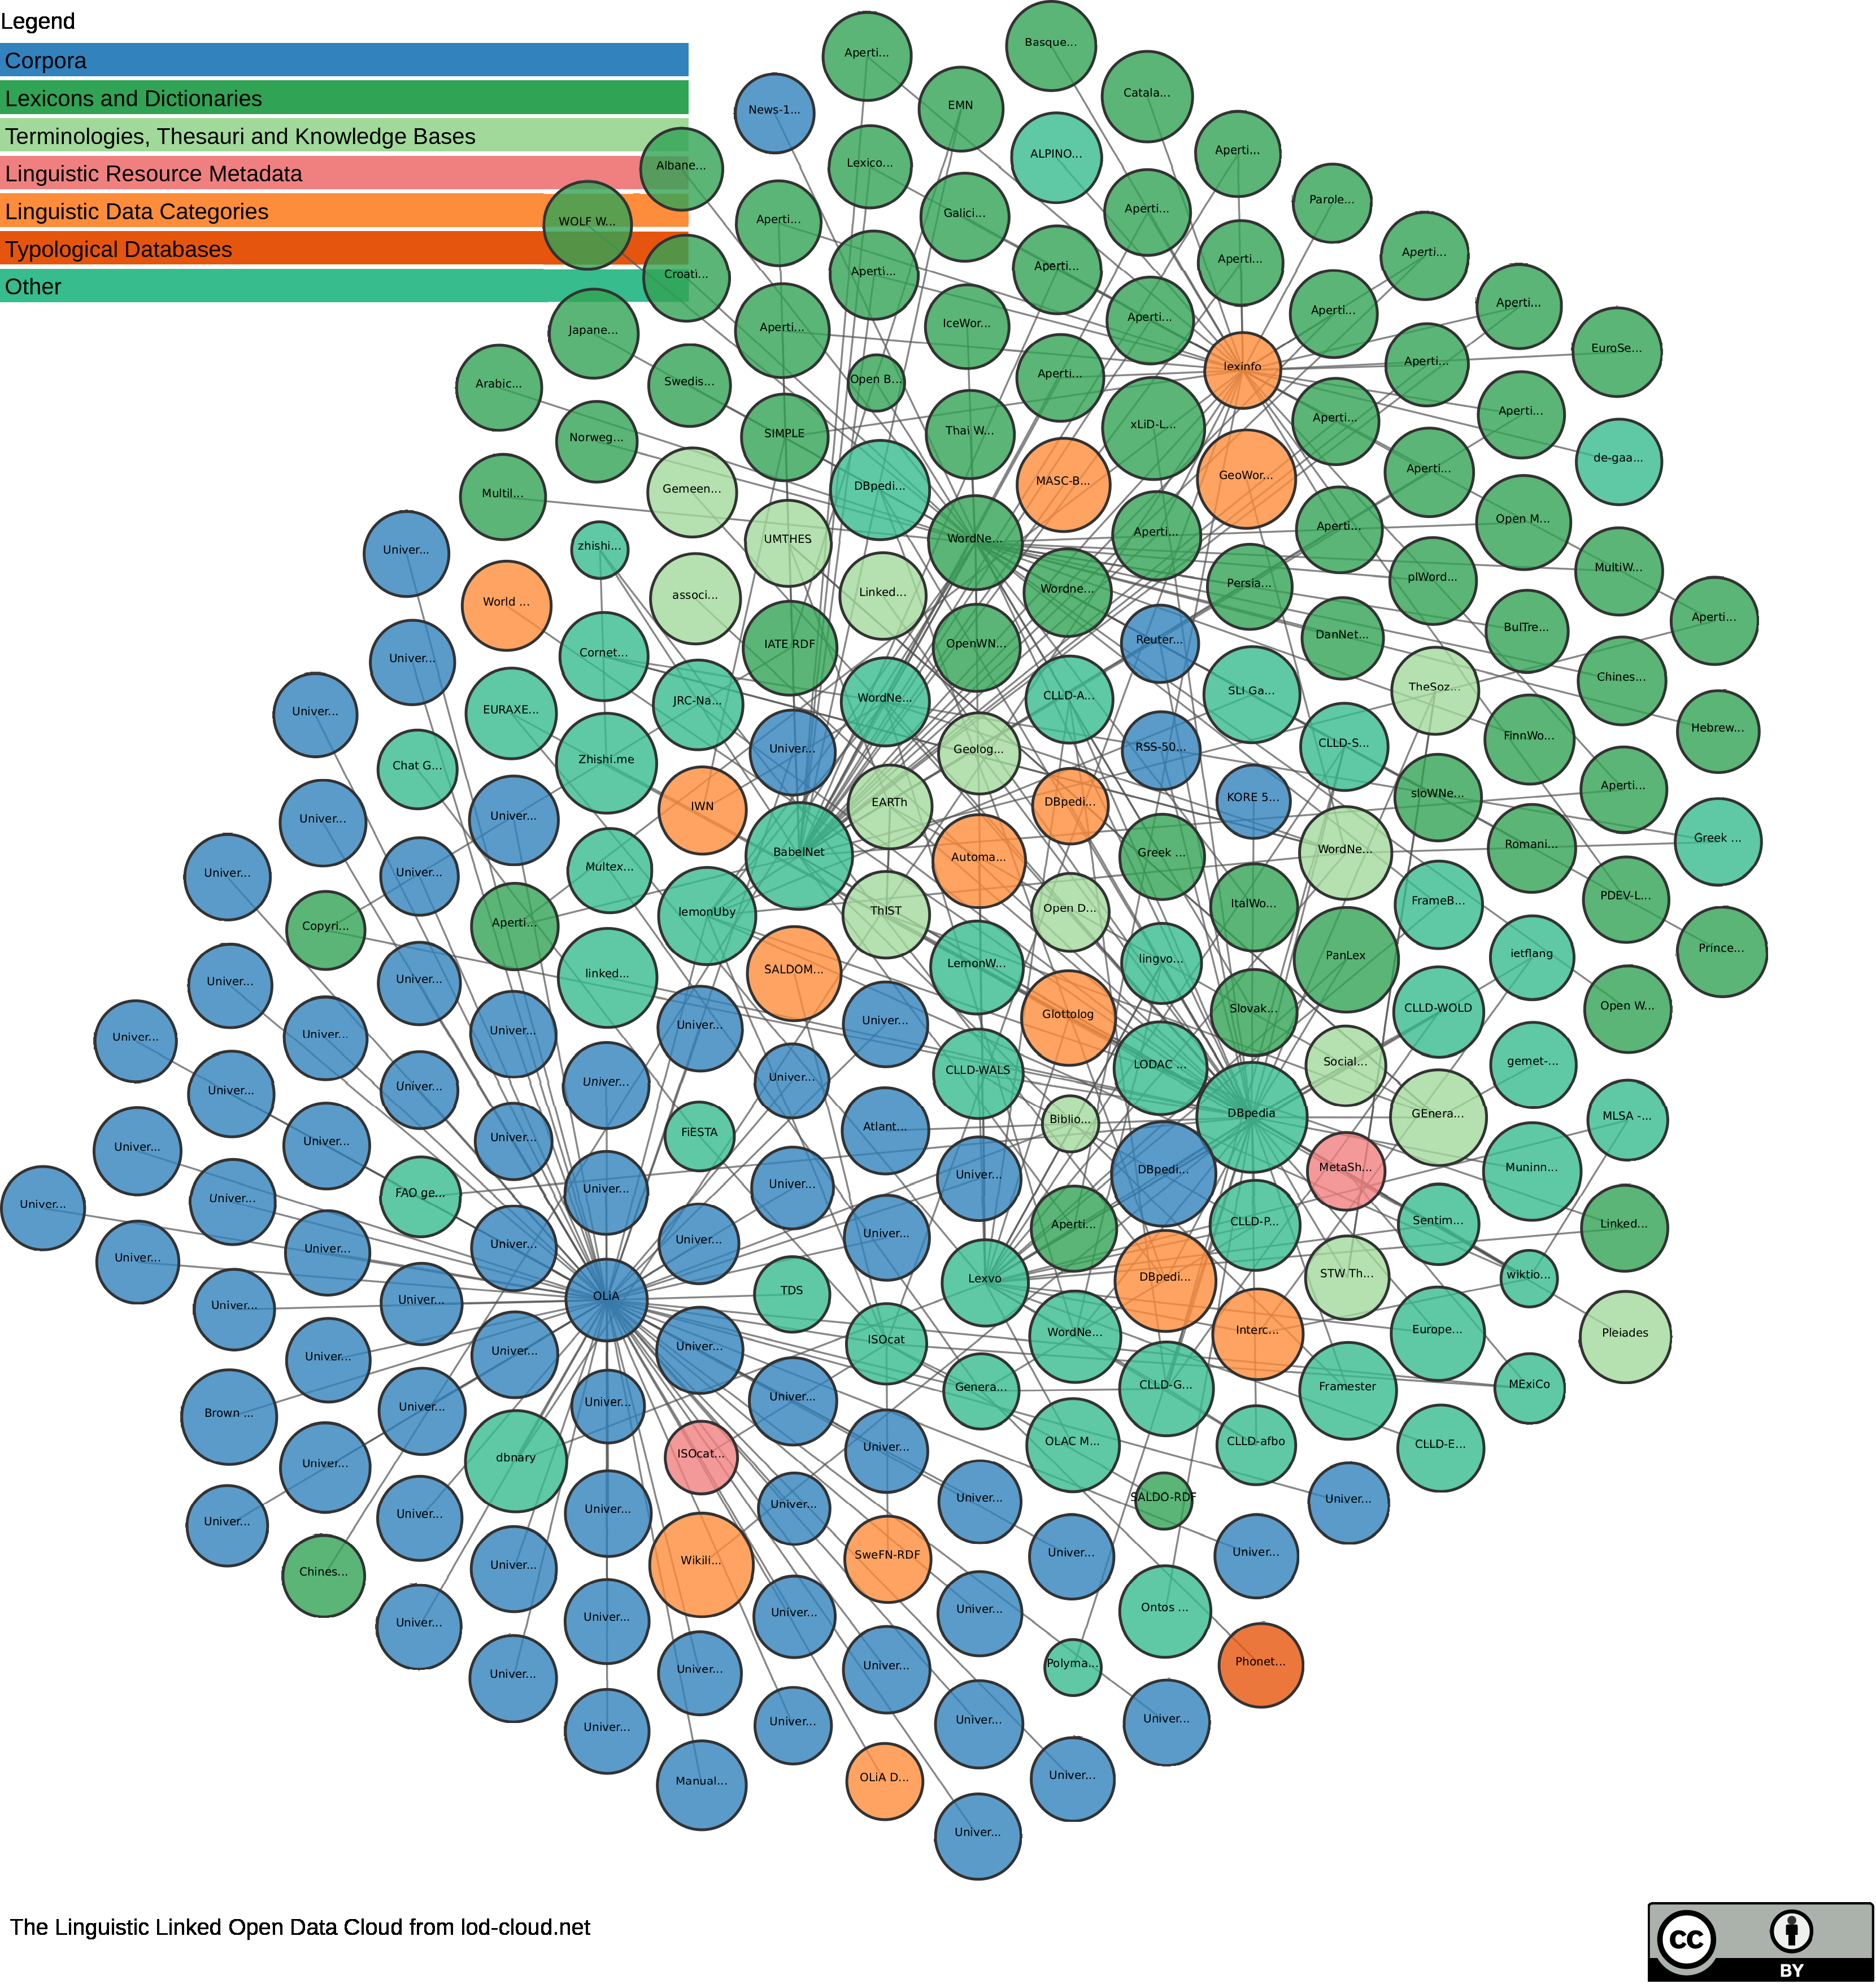 Legend
Corpora
Lexicons and Dictionaries
Terminologies, Thesauri and Knowledge Bases
Linguistic Resource Metadata
Linguistic Data Categories
Typological Databases
Other
Basque...
Aperti...
Catala...
EMN
News-1...
Aperti...
ALPINO...
Lexico...
Albane...
Parole...
Aperti...
Galici...
Aperti...
WOLF W...
Aperti...
Aperti...
Aperti...
Aperti...
Croati...
Aperti...
Aperti...
Aperti...
IceWor...
Aperti...
Japane...
EuroSe...
Aperti...
lexinfo
Aperti...
Open B...
Swedis...
Arabic...
Aperti...
Aperti...
xLiD-L...
Thai W...
SIMPLE
Norweg...
de-gaa...
Aperti...
GeoWor...
MASC-B...
DBpedi...
Gemeen...
Multil...
Open M...
Aperti...
Aperti...
WordNe...
UMTHES
zhishi...
Univer...
MultiW...
plWord...
Persia...
Wordne...
Linked...
associ...
World ...
Aperti...
BulTre...
DanNet...
Reuter...
OpenWN...
IATE RDF
Cornet...
Univer...
Chines...
TheSoz...
SLI Ga...
CLLD-A...
WordNe...
JRC-Na...
EURAXE...
Univer...
Hebrew...
FinnWo...
CLLD-S...
RSS-50...
Geolog...
Univer...
Zhishi.me
Chat G...
Aperti...
sloWNe...
KORE 5...
DBpedi...
EARTh
IWN
Univer...
Univer...
Greek ...
Romani...
WordNe...
Greek ...
Automa...
BabelNet
Multex...
Univer...
Univer...
PDEV-L...
FrameB...
ItalWo...
Open D...
ThIST
lemonUby
Aperti...
Copyri...
Prince...
ietflang
PanLex
lingvo...
LemonW...
SALDOM...
linked...
Univer...
Univer...
Open W...
CLLD-WOLD
Slovak...
Glottolog
Univer...
Univer...
Univer...
Univer...
Univer...
gemet-...
Social...
LODAC ...
CLLD-WALS
Univer...
Univer...
Univer...
Univer...
MLSA -...
GEnera...
DBpedia
Biblio...
Atlant...
FiESTA
Univer...
Univer...
Univer...
Muninn...
MetaSh...
DBpedi...
Univer...
Univer...
Univer...
FAO ge...
Univer...
Univer...
Linked...
Sentim...
CLLD-P...
Aperti...
Univer...
Univer...
Univer...
Univer...
Univer...
wiktio...
STW Th...
DBpedi...
Lexvo
TDS
OLiA
Univer...
Univer...
Pleiades
Europe...
Interc...
WordNe...
ISOcat
Univer...
Univer...
Univer...
MExiCo
Framester
CLLD-G...
Genera...
Univer...
Univer...
Univer...
Brown ...
CLLD-E...
CLLD-afbo
OLAC M...
Univer...
ISOcat...
dbnary
Univer...
Univer...
SALDO-RDF
Univer...
Univer...
Univer...
Univer...
Univer...
Univer...
Univer...
SweFN-RDF
Wikili...
Univer...
Chines...
Ontos ...
Univer...
Univer...
Univer...
Univer...
Phonet...
Polyma...
Univer...
Univer...
Univer...
Univer...
Univer...
Univer...
Univer...
Manual...
OLiA D...
Univer...
Univer...
The Linguistic Linked Open Data Cloud from lod-cloud.net
CC
BY